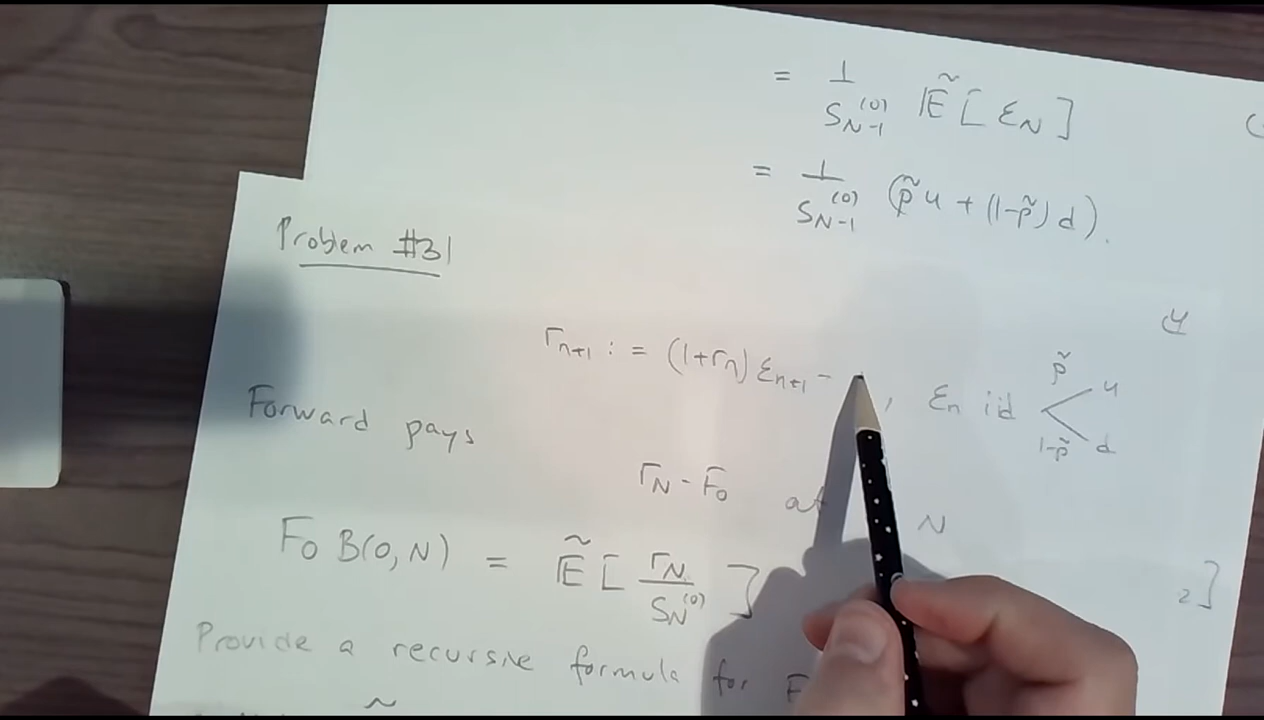 = 1/S_{N-1}^{(0)} Ẽ[ε_N]
= 1/S_{N-1}^{(0)} (p̃u + (1-p̃)d).
Problem #31
r_{n+1} := (1+r_n) ε_{n+1} - , ε_n iid p̃ u 1-p̃ d
Forward pays
r_N - F_0 at N
F_0 B(0,N) = Ẽ[r_N/S_N^{(0)}]
Provide a recursive formula for F